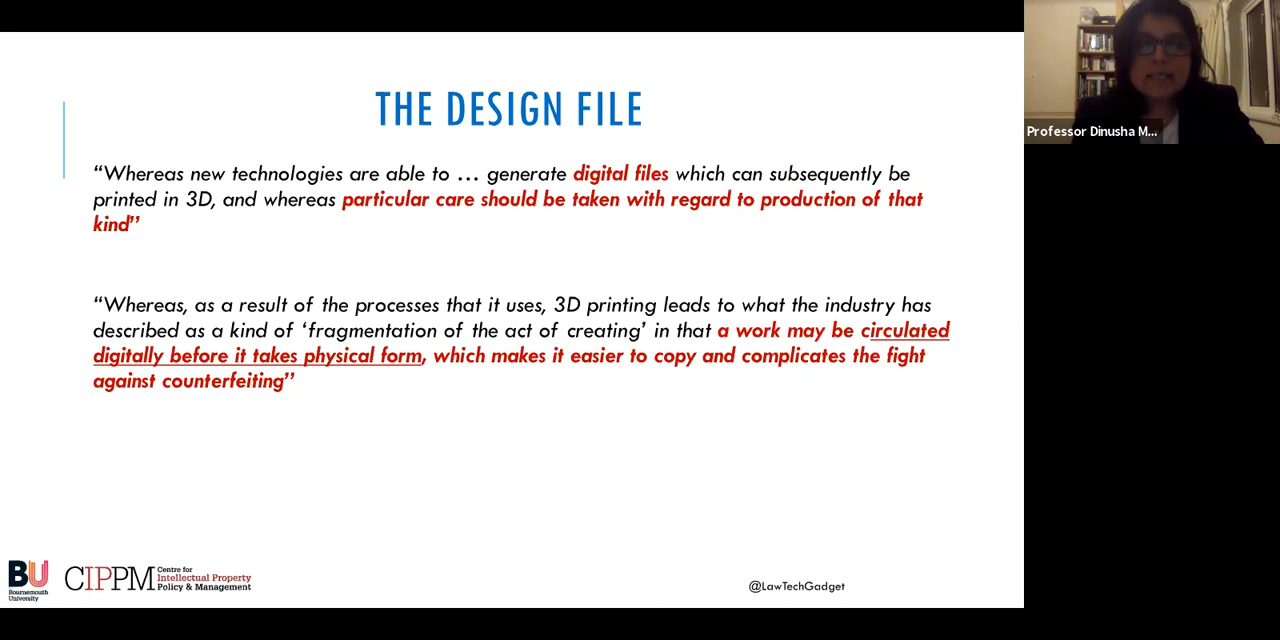 THE DESIGN FILE
“Whereas new technologies are able to … generate digital files which can subsequently be
printed in 3D, and whereas particular care should be taken with regard to production of that
kind”
“Whereas, as a result of the processes that it uses, 3D printing leads to what the industry has
described as a kind of ‘fragmentation of the act of creating’ in that a work may be circulated
digitally before it takes physical form, which makes it easier to copy and complicates the fight
against counterfeiting”
BU
Bournemouth
University
CIPPM
Centre for
Intellectual Property
Policy & Management
@LawTechGadget
Professor Dinusha M...